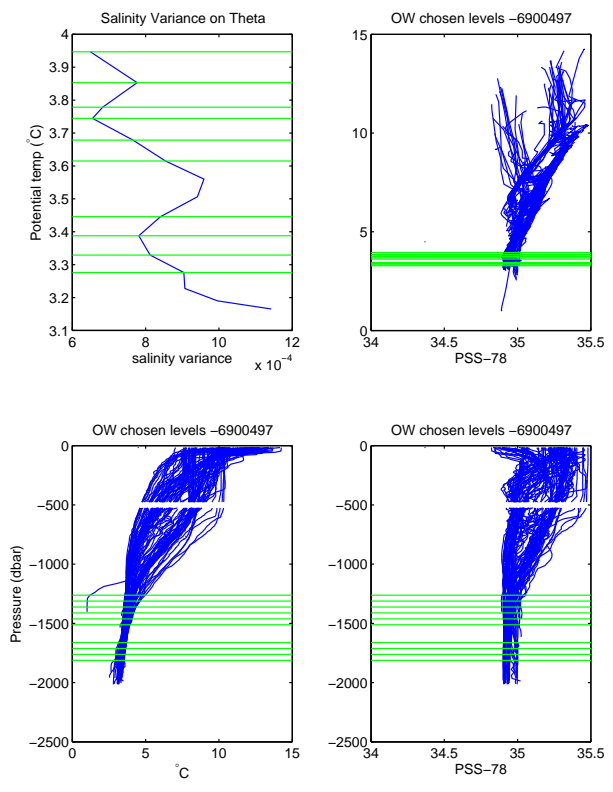 Salinity Variance on Theta
4
3.9
3.8
3.7
3.6
3.5
3.4
3.3
3.2
3.1
Potential temp (°C)
6 8 10 12
salinity variance
x 10⁻⁴
OW chosen levels −6900497
15
10
5
0
34 34.5 35 35.5
PSS−78
OW chosen levels −6900497
0
−500
−1000
−1500
−2000
−2500
Pressure (dbar)
0 5 10 15
°C
OW chosen levels −6900497
0
−500
−1000
−1500
−2000
−2500
34 34.5 35 35.5
PSS−78